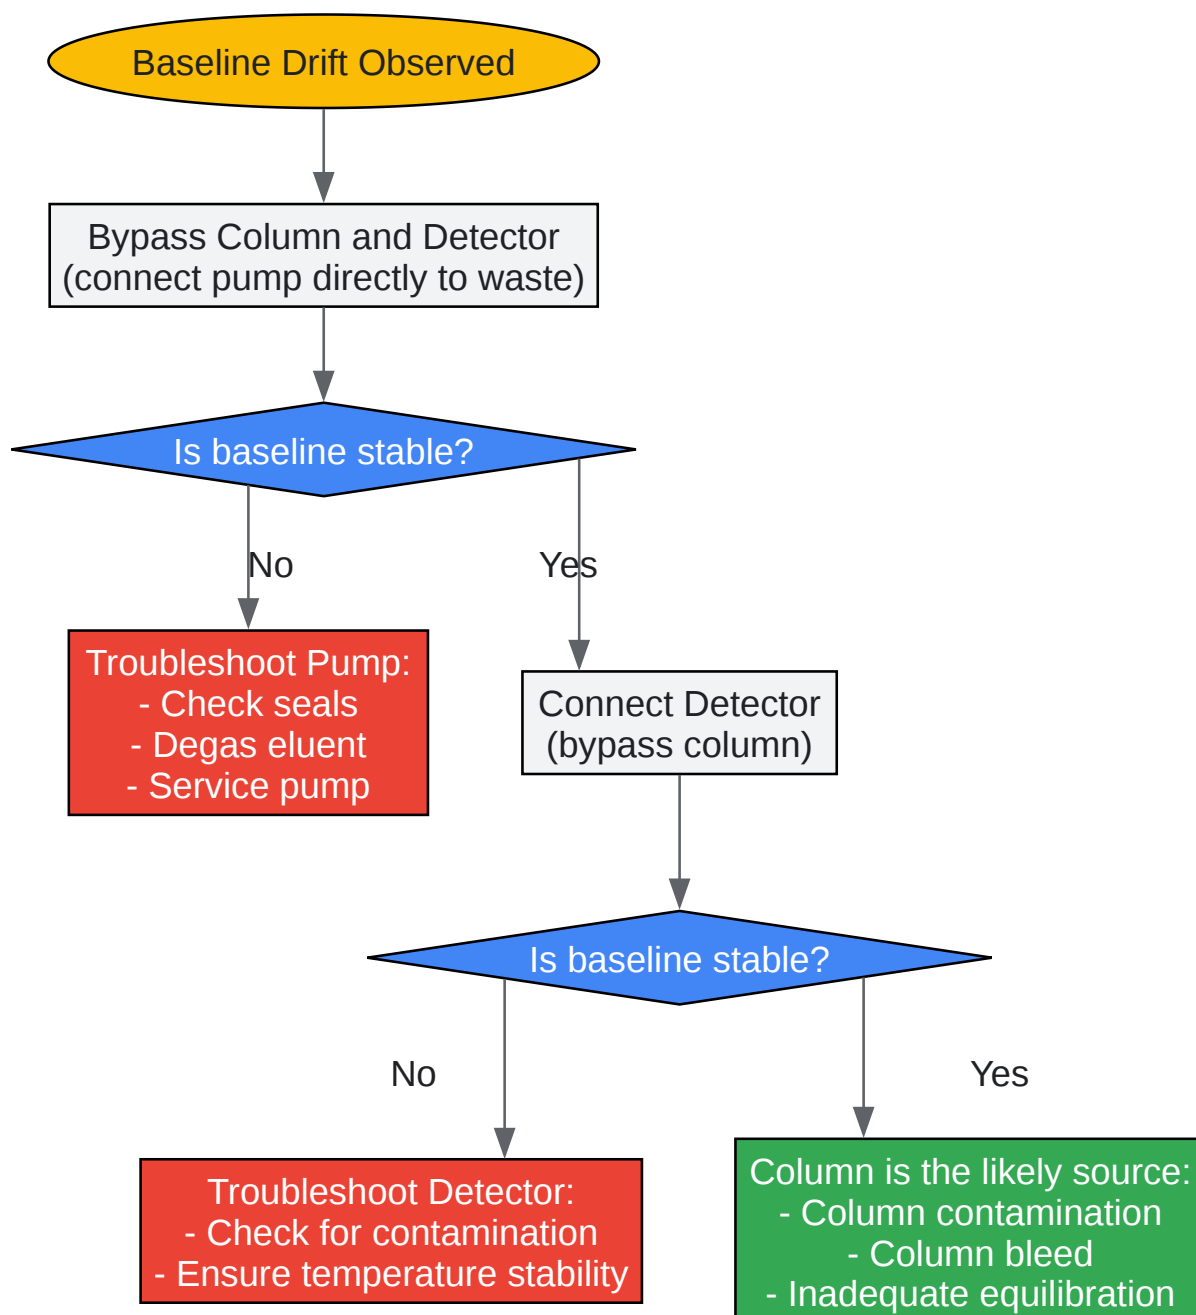 Baseline Drift Observed
Bypass Column and Detector
(connect pump directly to waste)
Is baseline stable?
No
Yes
Troubleshoot Pump:
- Check seals
- Degas eluent
- Service pump
Connect Detector
(bypass column)
Is baseline stable?
No
Yes
Troubleshoot Detector:
- Check for contamination
- Ensure temperature stability
Column is the likely source:
- Column contamination
- Column bleed
- Inadequate equilibration